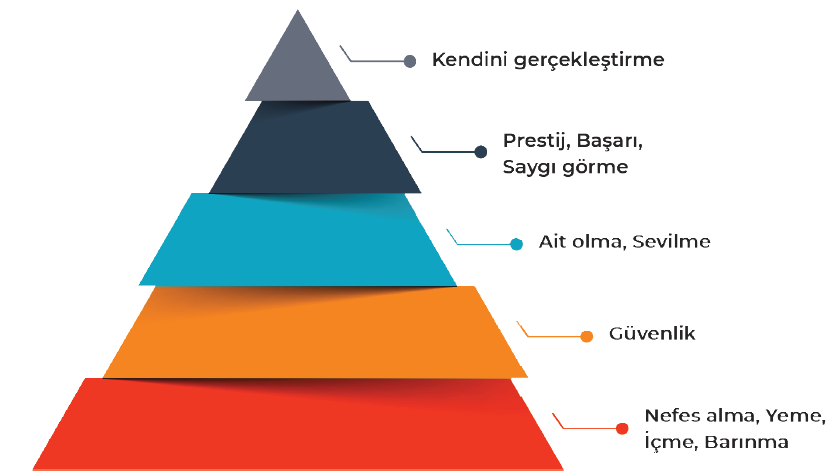 Kendini gerçekleştirme
Prestij, Başarı,
Saygı görme
Ait olma, Sevilme
Güvenlik
Nefes alma, Yeme,
İçme, Barınma